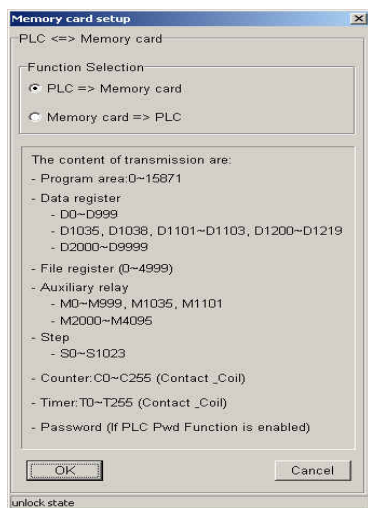 Memory card setup
PLC <=> Memory card
Function Selection
PLC => Memory card
Memory card => PLC
The content of transmission are:
- Program area:0~15871
- Data register
- D0~D999
- D1035, D1038, D1101~D1103, D1200~D1219
- D2000~D9999
- File register (0~4999)
- Auxiliary relay
- M0~M999, M1035, M1101
- M2000~M4095
- Step
- S0~S1023
- Counter:C0~C255 (Contact _Coil)
- Timer:T0~T255 (Contact _Coil)
- Password (If PLC Pwd Function is enabled)
OK Cancel
unlock state